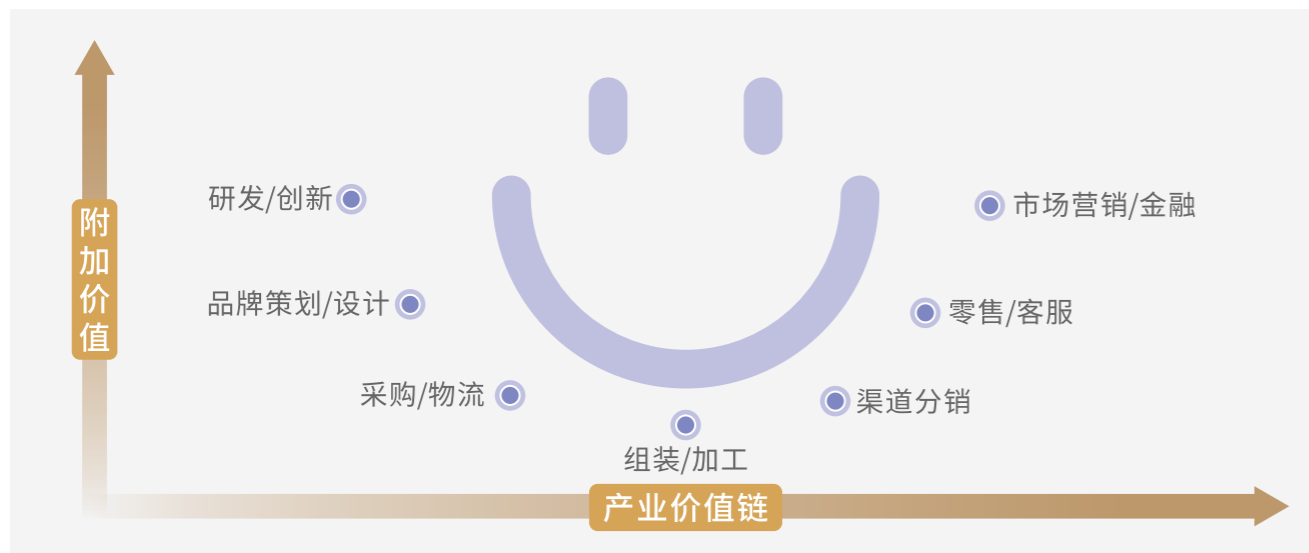 研发/创新
市场营销/金融
附加价值
品牌策划/设计
零售/客服
采购/物流
渠道分销
组装/加工
产业价值链